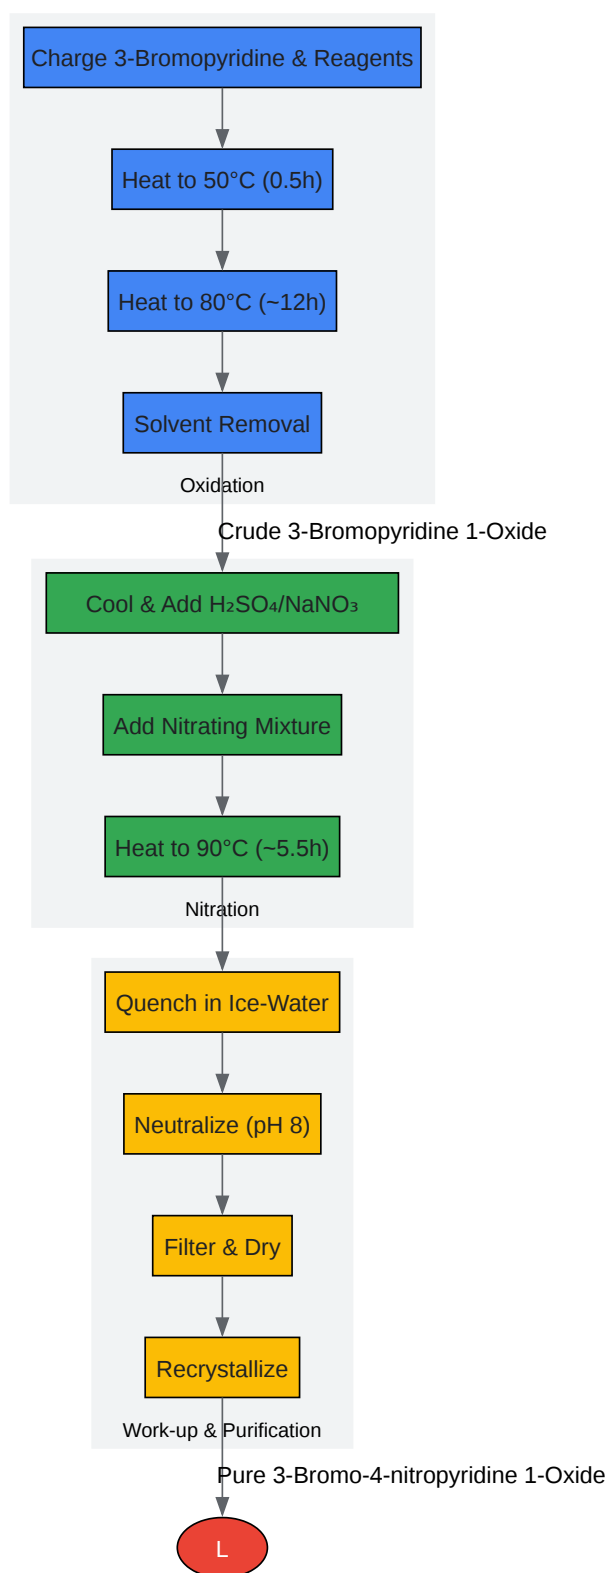 Charge 3-Bromopyridine & Reagents
Heat to 50°C (0.5h)
Heat to 80°C (~12h)
Solvent Removal
Oxidation
Crude 3-Bromopyridine 1-Oxide
Cool & Add H₂SO₄/NaNO₃
Add Nitrating Mixture
Heat to 90°C (~5.5h)
Nitration
Quench in Ice-Water
Neutralize (pH 8)
Filter & Dry
Recrystallize
Work-up & Purification
Pure 3-Bromo-4-nitropyridine 1-Oxide
L